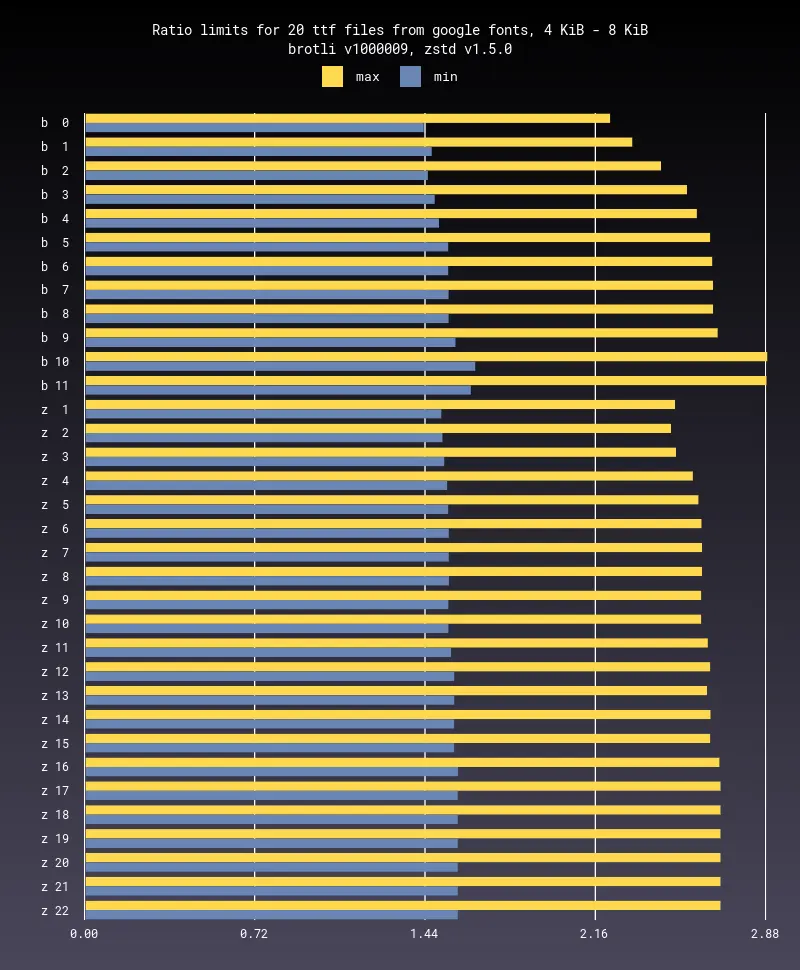 Ratio limits for 20 ttf files from google fonts, 4 KiB - 8 KiB
brotli v1000009, zstd v1.5.0
max min
b 0
b 1
b 2
b 3
b 4
b 5
b 6
b 7
b 8
b 9
b 10
b 11
z 1
z 2
z 3
z 4
z 5
z 6
z 7
z 8
z 9
z 10
z 11
z 12
z 13
z 14
z 15
z 16
z 17
z 18
z 19
z 20
z 21
z 22
0.00 0.72 1.44 2.16 2.88